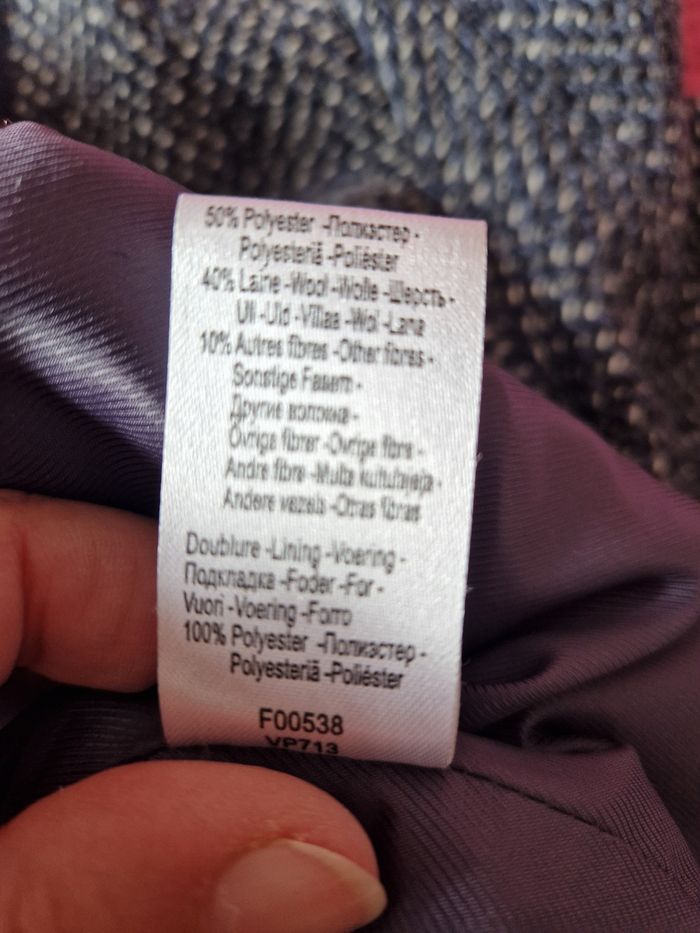 50% Polyester -Полиэстер -
Polyesteriä -Poliéster
40% Laine -Wool -Wolle -Шерсть -
Ull -Uld -Villaa -Wol -Lana
10% Autres fibres -Other fibres -
Sonstige Fasern -
Другие волокна -
Övriga fibrer -Øvrige fibre -
Andre fibre -Muita kuitulajeja -
Andere vezels -Otras fibras
Doublure -Lining -Voering -
Подкладка -Foder -For -
Vuori -Voering -Forro
100% Polyester -Полиэстер -
Polyesteriä -Poliéster
F00538
VP713